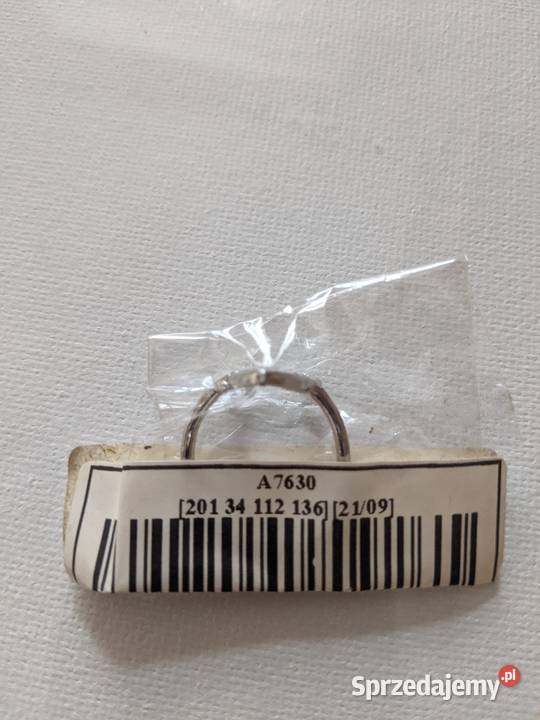 A7630
[201 34 112 136] [21/09]
Sprzedajemy.pl